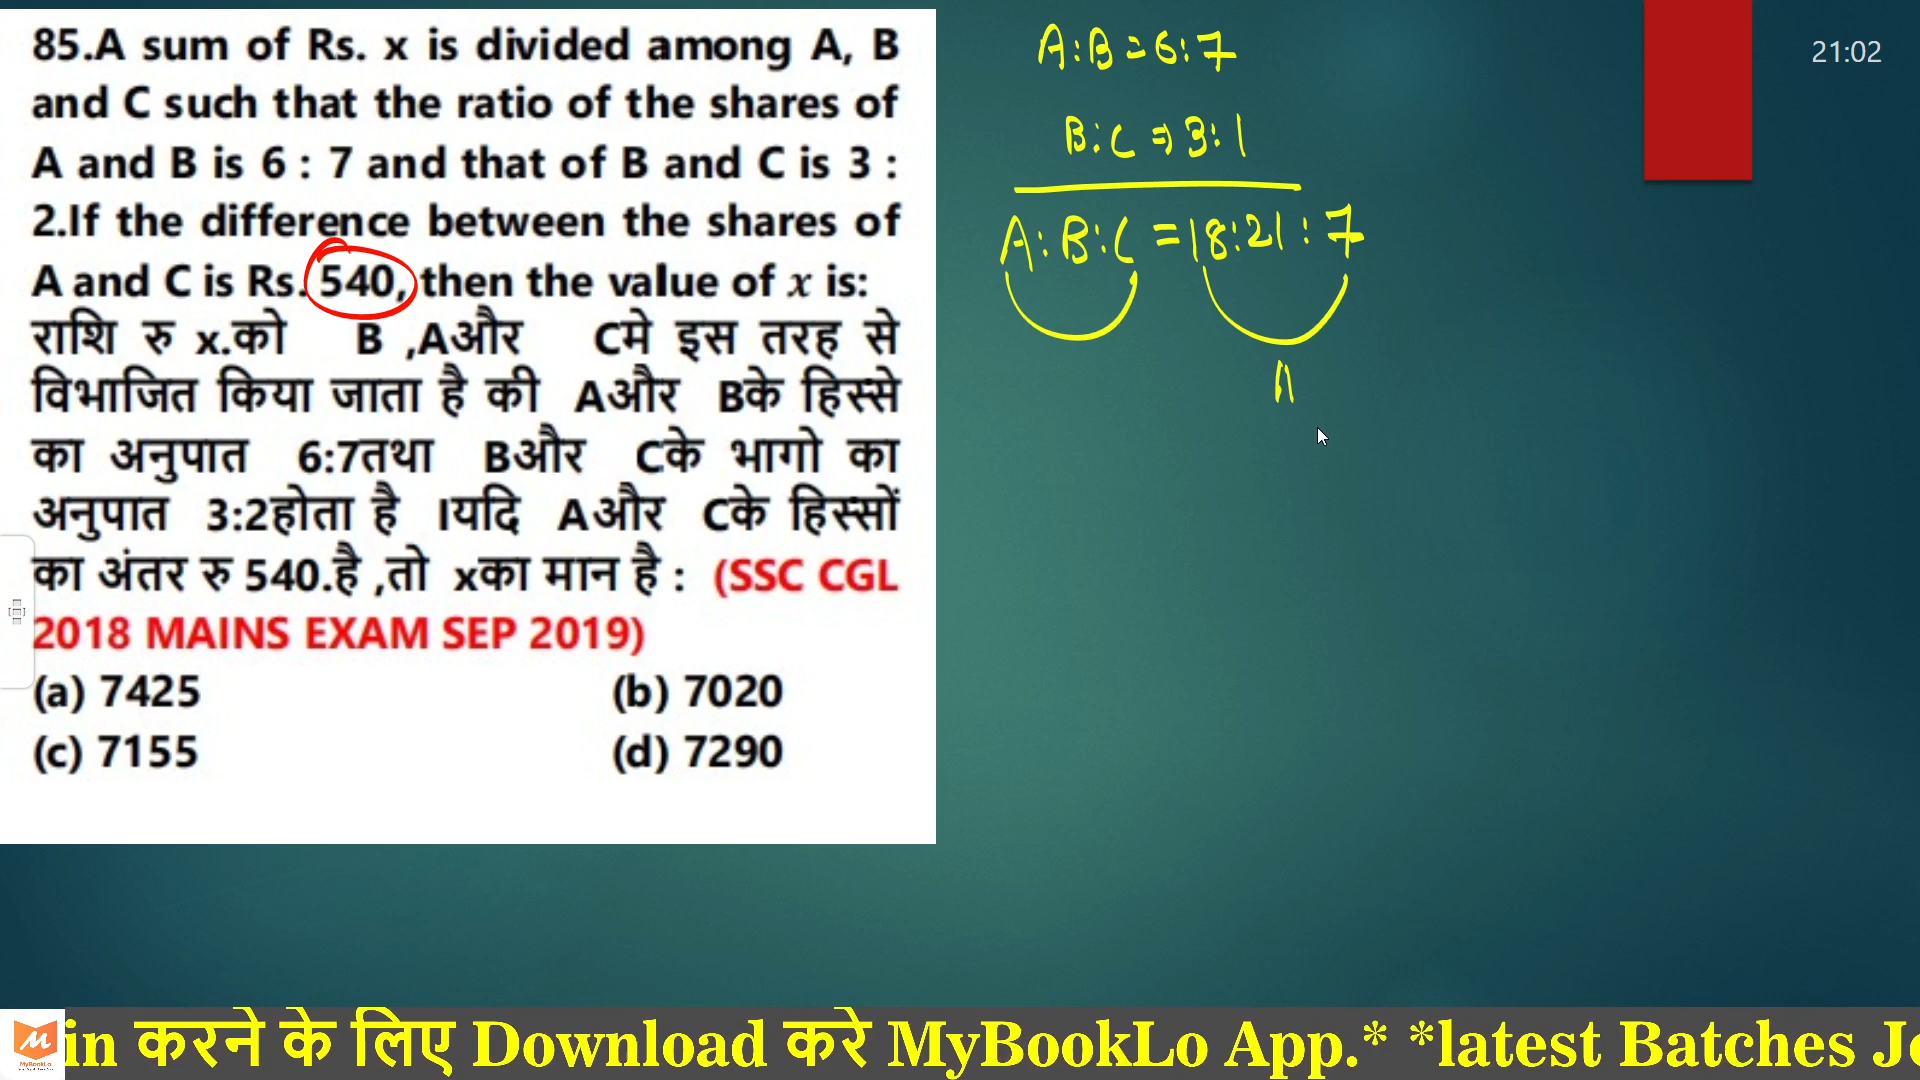 85.A sum of Rs. x is divided among A, B
and C such that the ratio of the shares of
A and B is 6 : 7 and that of B and C is 3 :
2.If the difference between the shares of
A and C is Rs. 540, then the value of x is:
राशि रु x.को B ,Aऔर Cमे इस तरह से
विभाजित किया जाता है की Aऔर Bके हिस्से
का अनुपात 6:7तथा Bऔर Cके भागो का
अनुपात 3:2होता है Iयदि Aऔर Cके हिस्सों
का अंतर रु 540.है ,तो xका मान है : (SSC CGL
2018 MAINS EXAM SEP 2019)
(a) 7425 (b) 7020
(c) 7155 (d) 7290
A:B = 6:7
B:C ⇒ 3:1
A:B:C = 18:21:7
21:02
in करने के लिए Download करे MyBookLo App.* *latest Batches Jo
MyBookLo